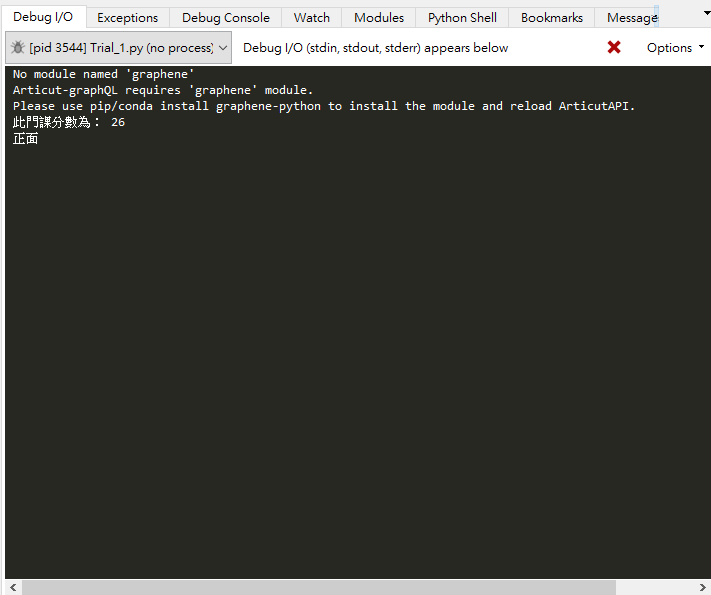 Debug I/O Exceptions Debug Console Watch Modules Python Shell Bookmarks Message
[pid 3544] Trial_1.py (no process) Debug I/O (stdin, stdout, stderr) appears below Options
No module named 'graphene'
Articut-graphQL requires 'graphene' module.
Please use pip/conda install graphene-python to install the module and reload ArticutAPI.
此門謀分數為： 26
正面